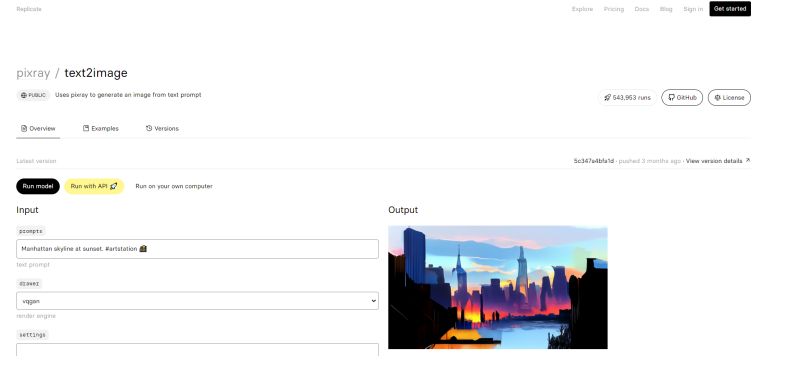 Replicate Explore Pricing Docs Blog Sign in Get started
pixray / text2image
PUBLIC Uses pixray to generate an image from text prompt 543,953 runs GitHub License
Overview Examples Versions
Latest version 5c347a4bfa1d · pushed 3 months ago · View version details ↗
Run model Run with API 🚀 Run on your own computer
Input Output
prompts
Manhattan skyline at sunset. #artstation 🌇
text prompt
drawer
vqgan
render engine
settings